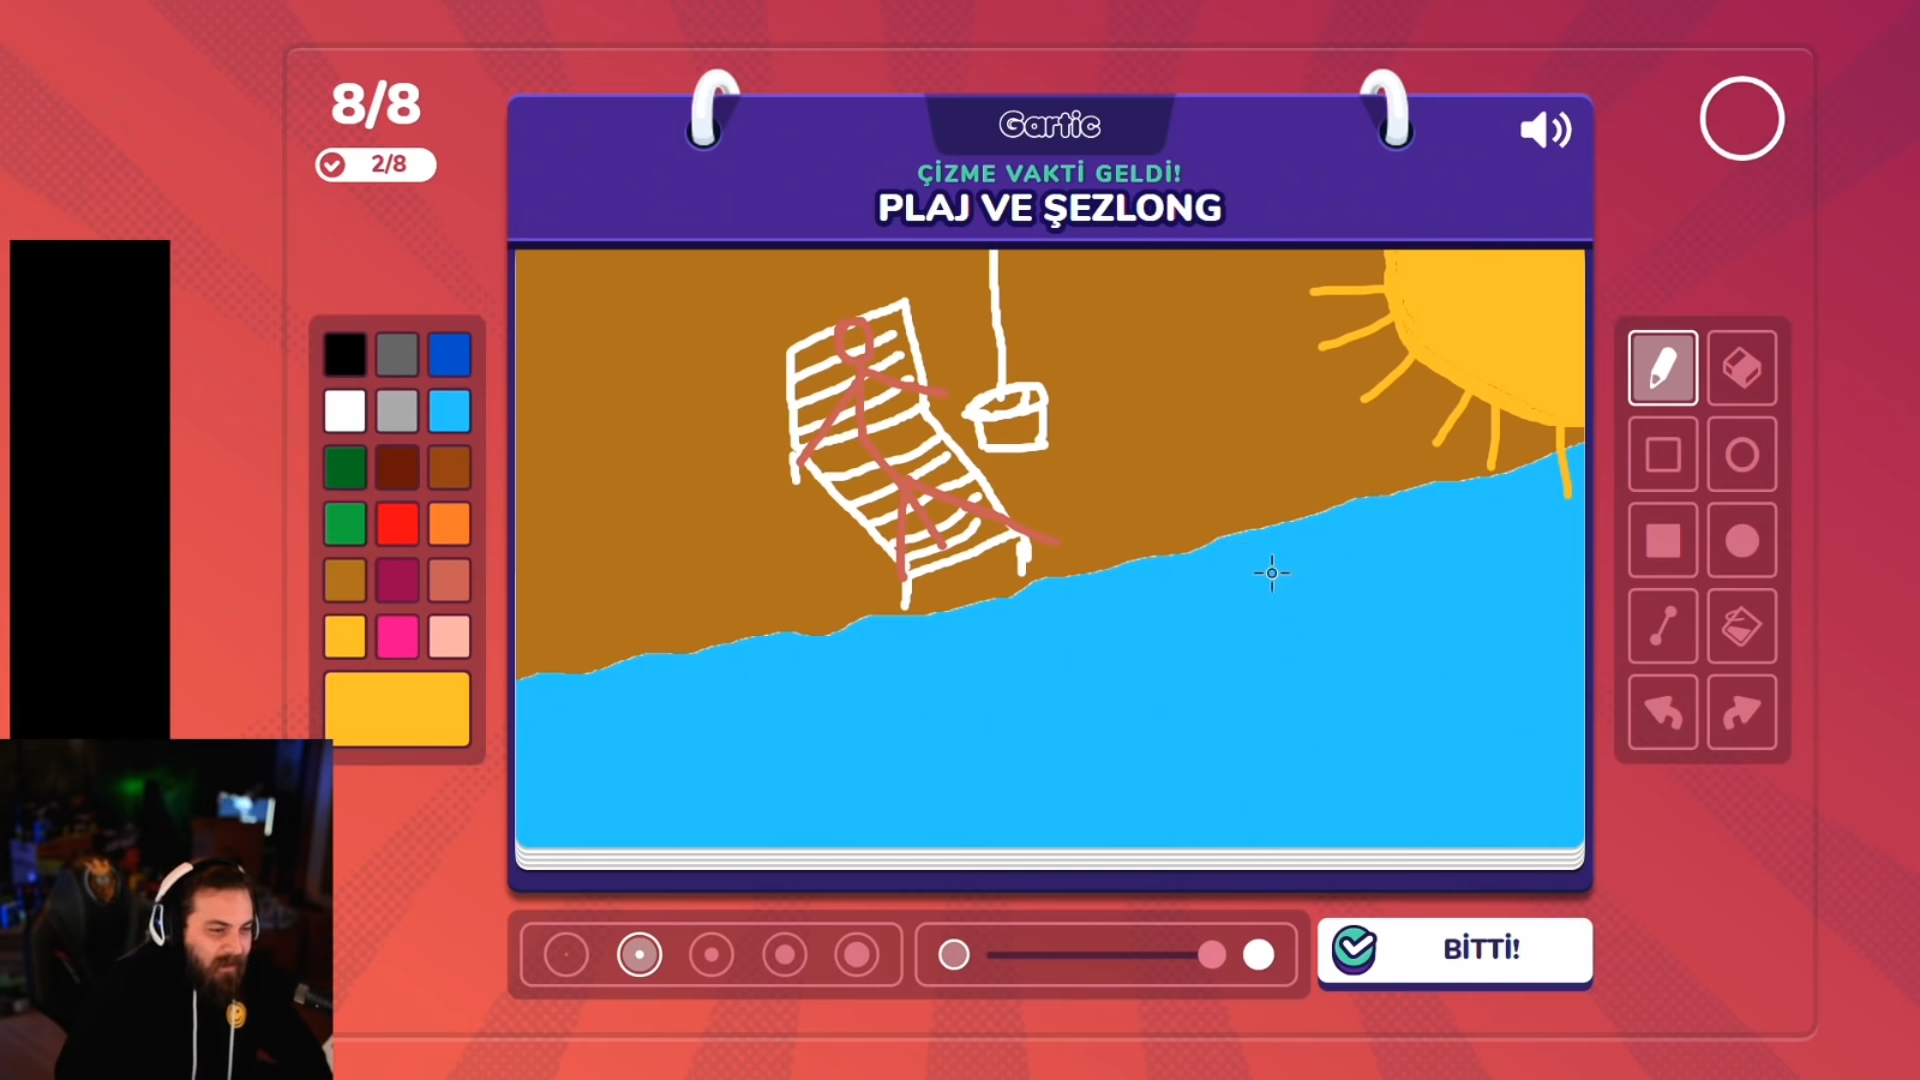 8/8
2/8
Gartic
ÇİZME VAKTİ GELDİ!
PLAJ VE ŞEZLONG
BİTTİ!